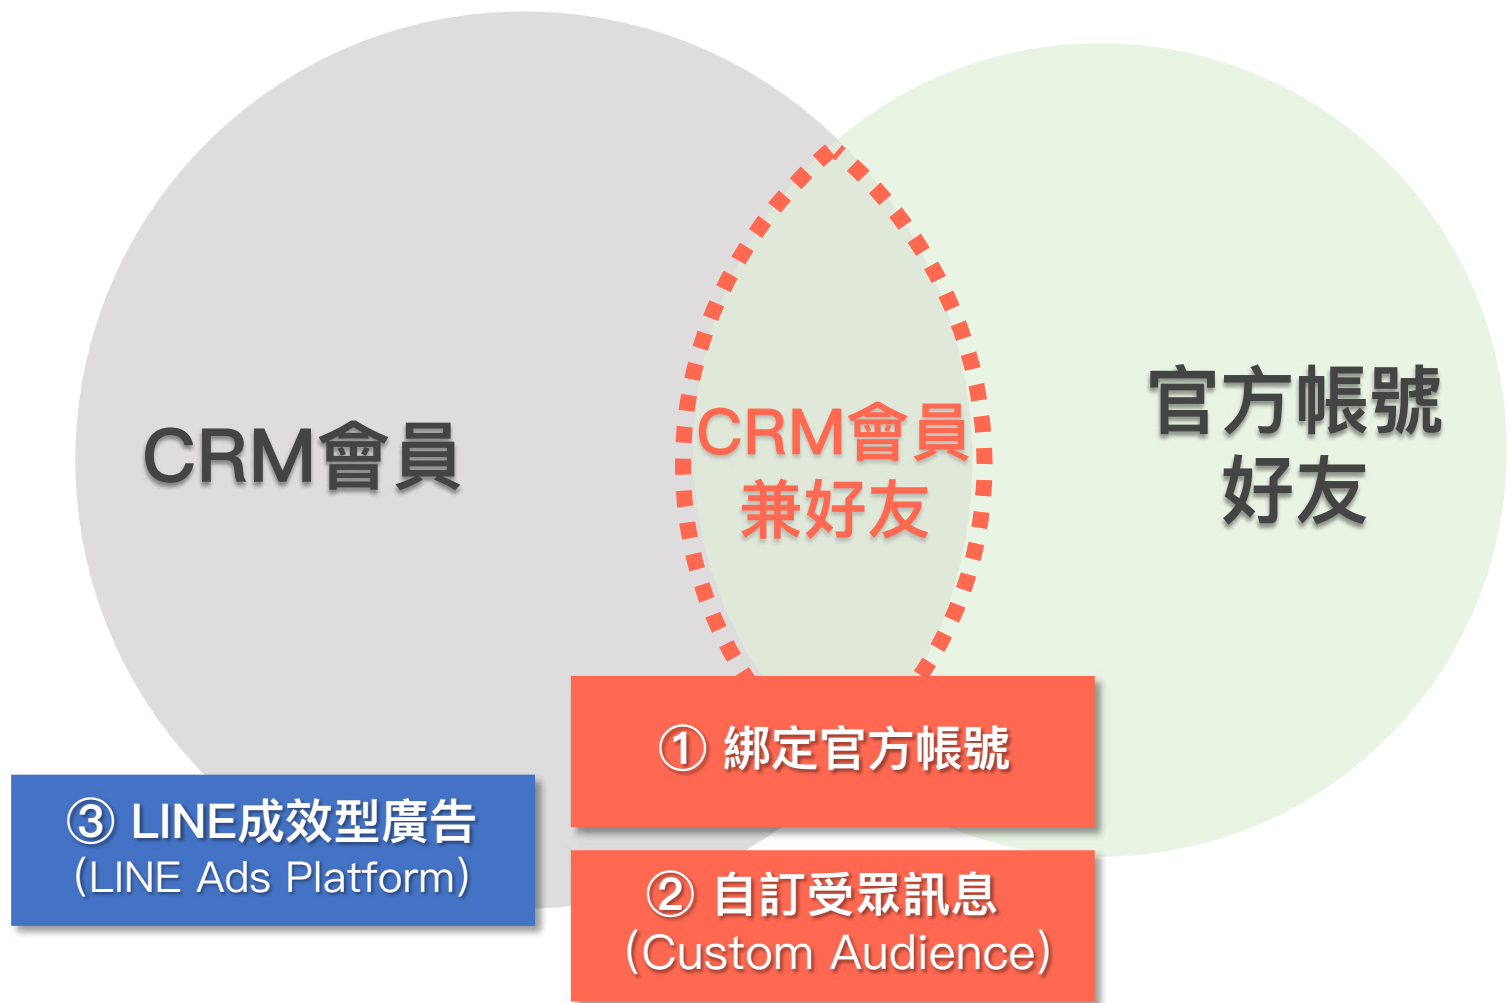 CRM會員
CRM會員
兼好友
官方帳號
好友
① 綁定官方帳號
③ LINE成效型廣告
(LINE Ads Platform)
② 自訂受眾訊息
(Custom Audience)